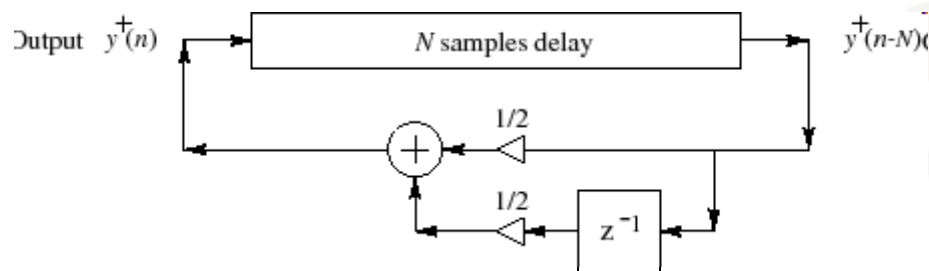 Output y⁺(n) N samples delay y⁺(n-N)
1/2
+
1/2
z⁻¹